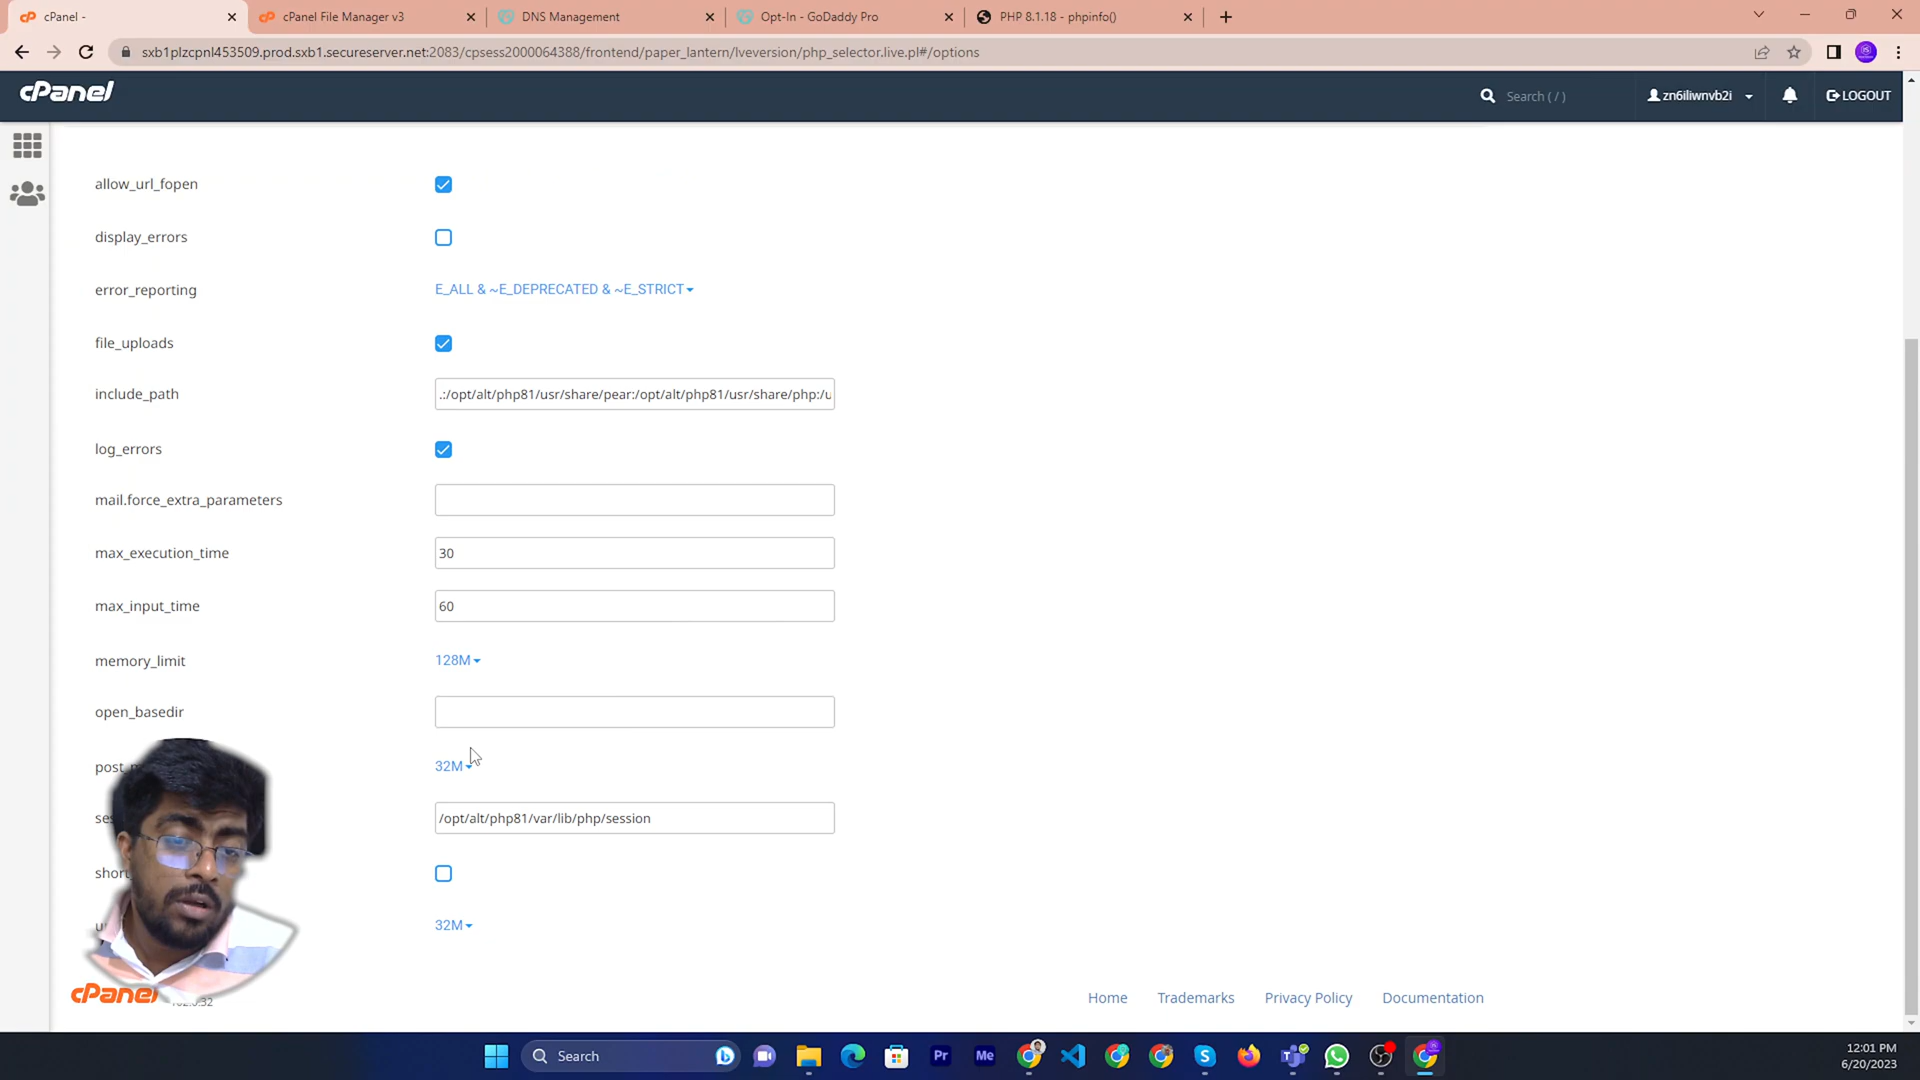 cPanel -
cPanel File Manager v3
DNS Management
Opt-In - GoDaddy Pro
PHP 8.1.18 - phpinfo()
sxb1plzcpnl453509.prod.sxb1.secureserver.net:2083/cpsess2000064388/frontend/paper_lantern/lveversion/php_selector.live.pl#/options
cPanel
Search ( / )
zn6iliwnvb2i
LOGOUT
allow_url_fopen
display_errors
error_reporting
E_ALL & ~E_DEPRECATED & ~E_STRICT
file_uploads
include_path
.:/opt/alt/php81/usr/share/pear:/opt/alt/php81/usr/share/php:/u
log_errors
mail.force_extra_parameters
max_execution_time
30
max_input_time
60
memory_limit
128M
open_basedir
32M
/opt/alt/php81/var/lib/php/session
32M
cPanel
Home
Trademarks
Privacy Policy
Documentation
Search
Pr
Me
12:01 PM
6/20/2023